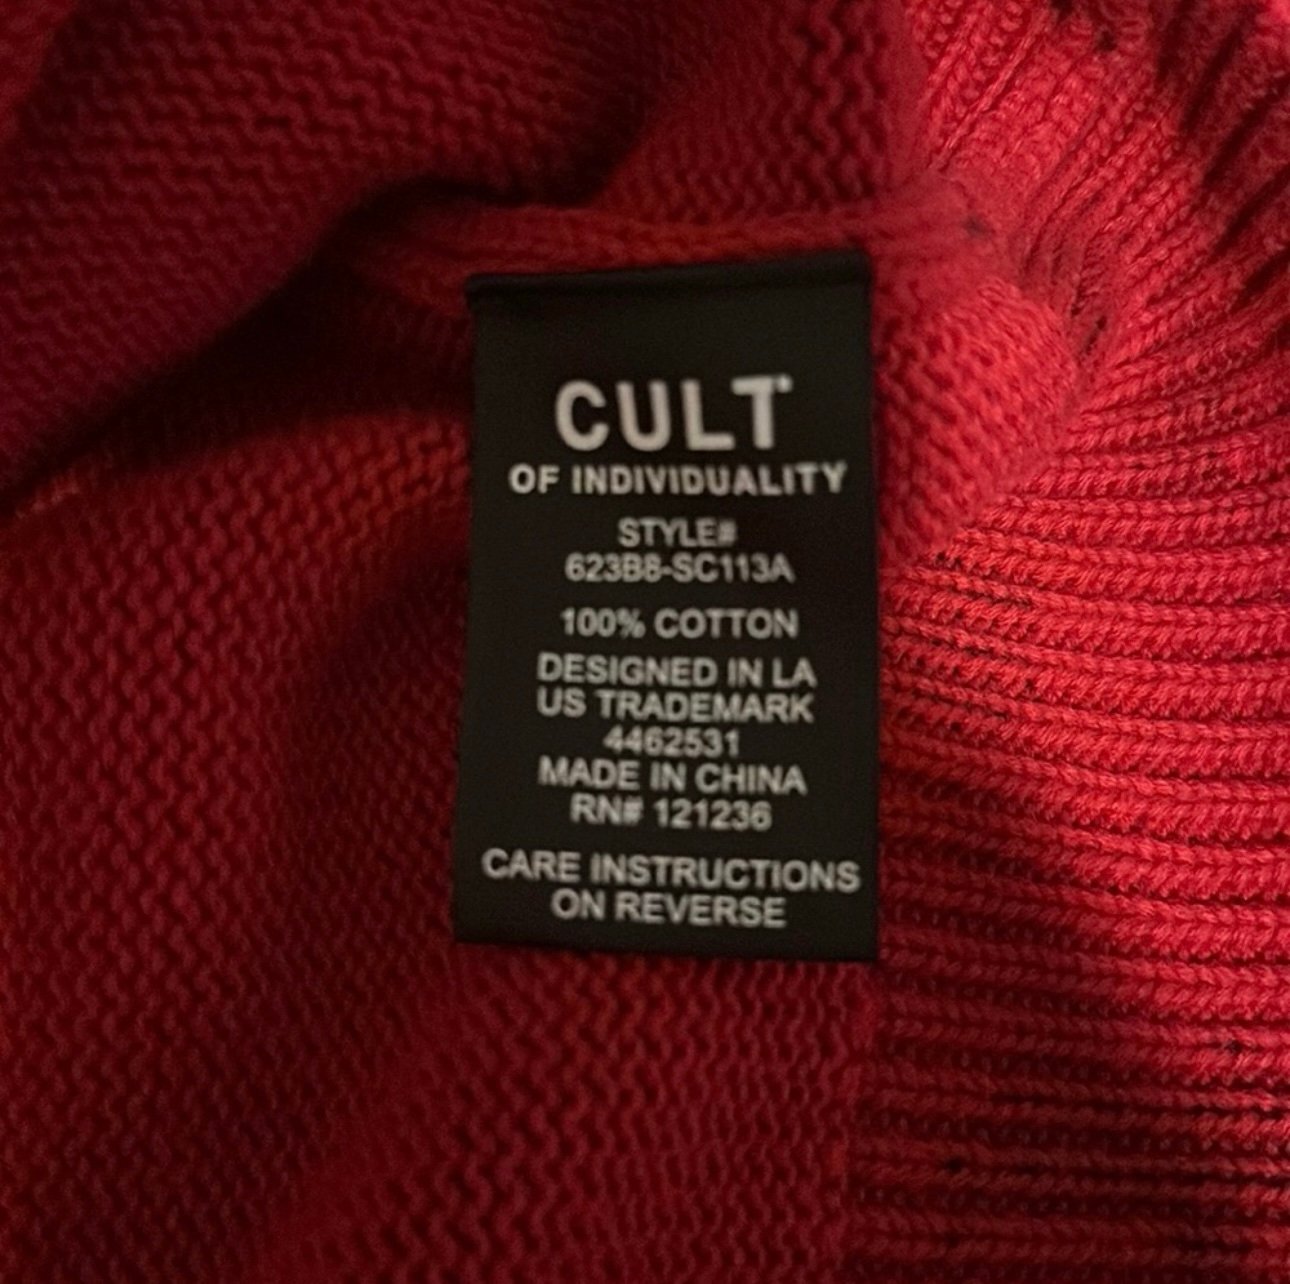 CULT
OF INDIVIDUALITY
STYLE#
623B8-SC113A
100% COTTON
DESIGNED IN LA
US TRADEMARK
4462531
MADE IN CHINA
RN# 121236
CARE INSTRUCTIONS
ON REVERSE